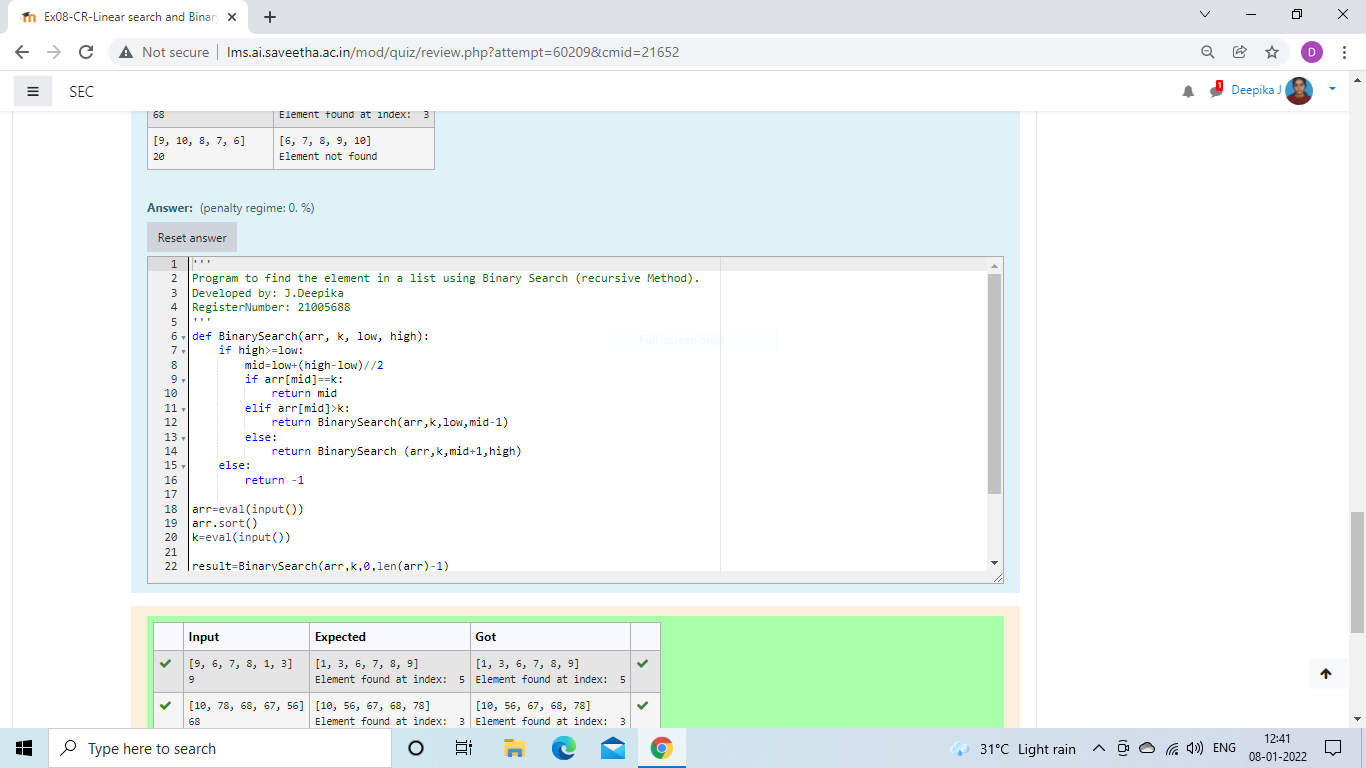 Ex08-CR-Linear search and Binar
Not secure
lms.ai.saveetha.ac.in/mod/quiz/review.php?attempt=60209&cmid=21652
D
SEC
1
Deepika J
68
Element found at index:  3
[9, 10, 8, 7, 6]
20
[6, 7, 8, 9, 10]
Element not found
Answer: (penalty regime: 0. %)
Reset answer
1 '''
2 Program to find the element in a list using Binary Search (recursive Method).
3 Developed by: J.Deepika
4 RegisterNumber: 21005688
5 '''
6 def BinarySearch(arr, k, low, high):
7     if high>=low:
8         mid=low+(high-low)//2
9         if arr[mid]==k:
10             return mid
11         elif arr[mid]>k:
12             return BinarySearch(arr,k,low,mid-1)
13         else:
14             return BinarySearch (arr,k,mid+1,high)
15     else:
16         return -1
17
18 arr=eval(input())
19 arr.sort()
20 k=eval(input())
21
22 result=BinarySearch(arr,k,0,len(arr)-1)
Input Expected Got
[9, 6, 7, 8, 1, 3]
9
[1, 3, 6, 7, 8, 9]
Element found at index:  5
[1, 3, 6, 7, 8, 9]
Element found at index:  5
[10, 78, 68, 67, 56]
68
[10, 56, 67, 68, 78]
Element found at index:  3
[10, 56, 67, 68, 78]
Element found at index:  3
Type here to search
31°C Light rain
ENG
12:41
08-01-2022